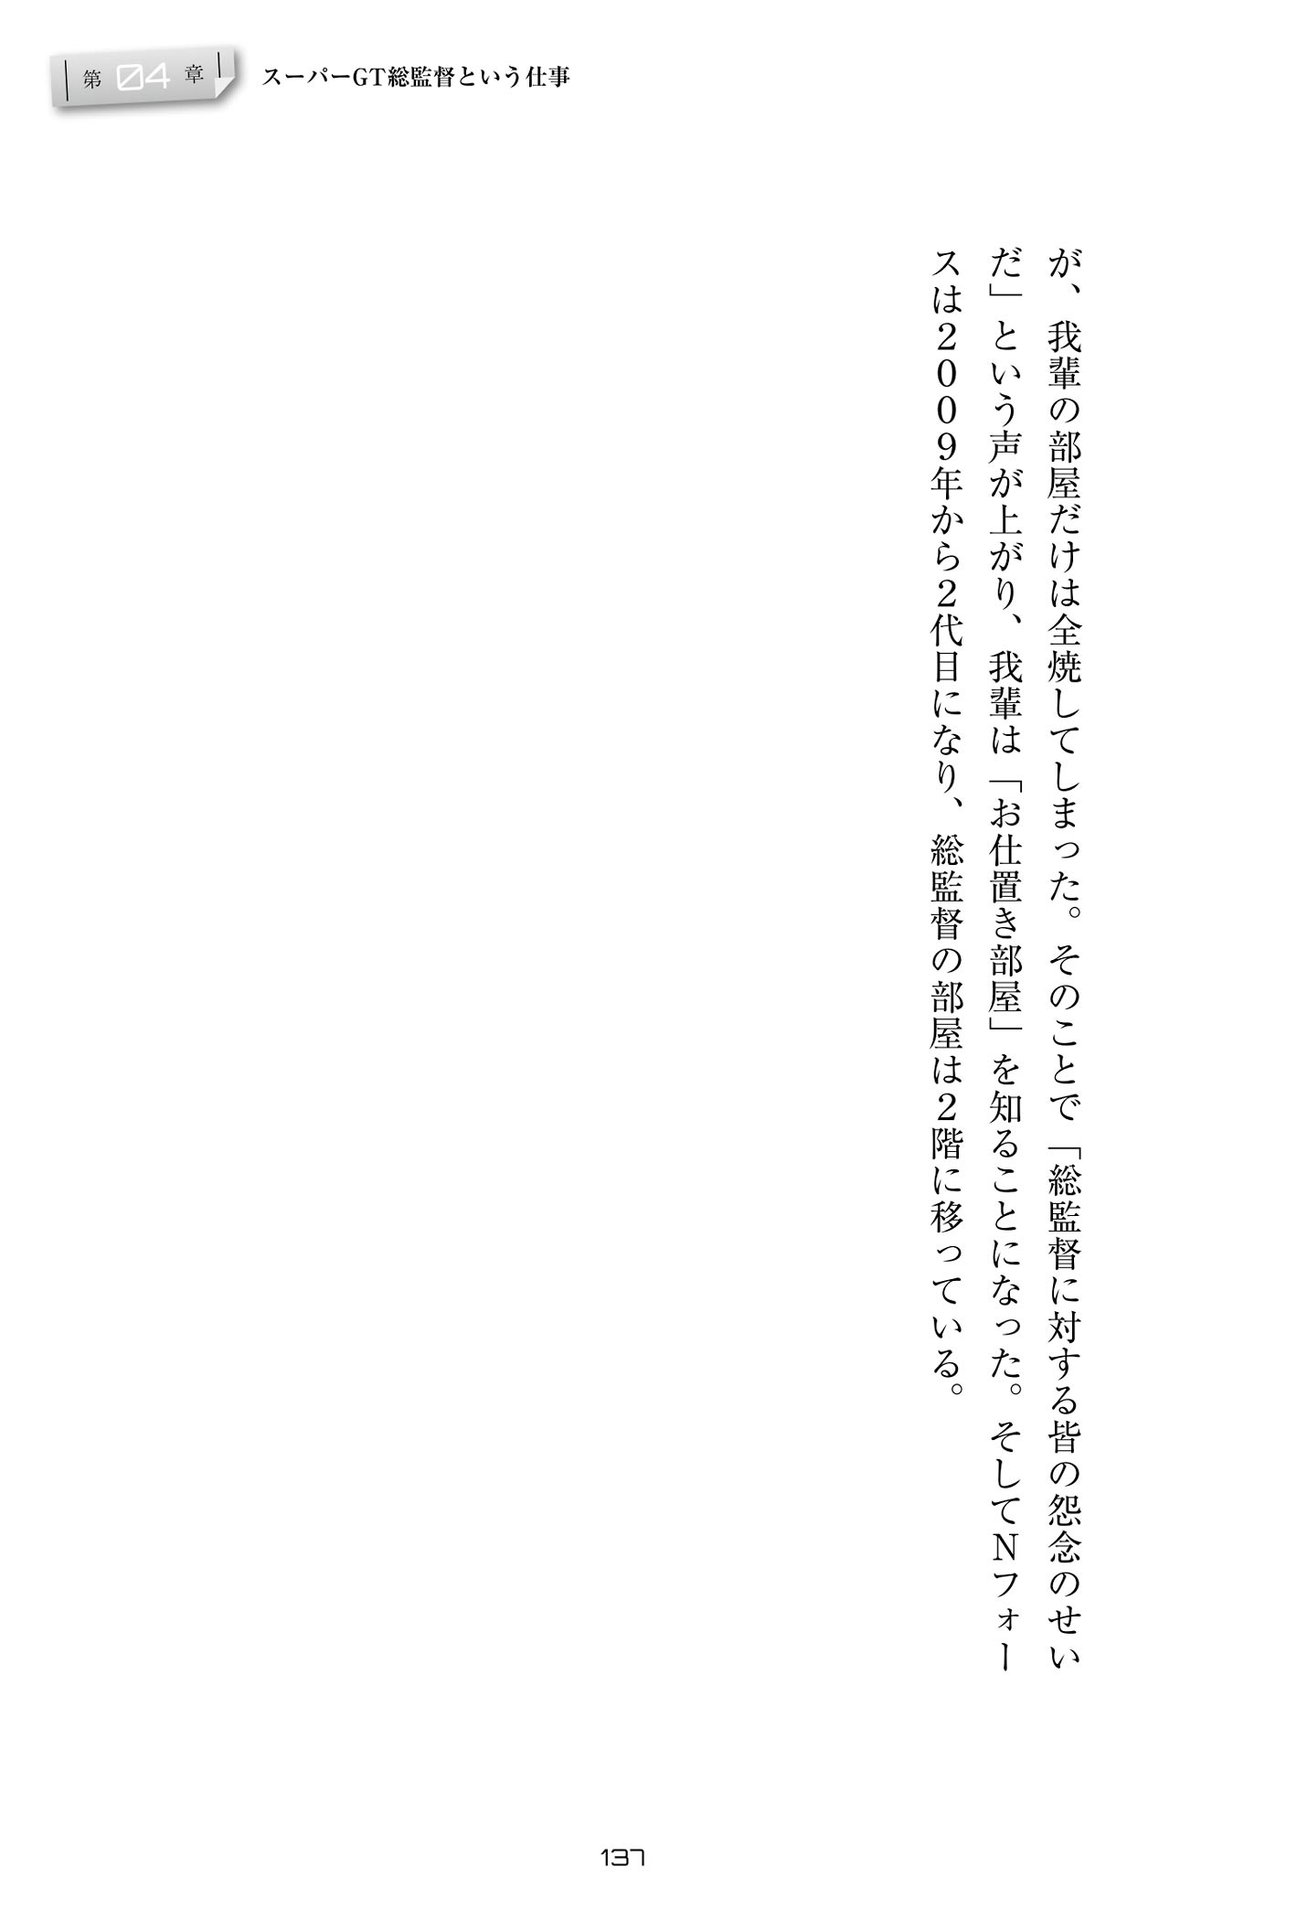 第04章 スーパーGT総監督という仕事
が、我輩の部屋だけは全焼してしまった。そのことで「総監督に対する皆の怨念のせい
だ」という声が上がり、我輩は「お仕置き部屋」を知ることになった。そしてNフォー
スは2009年から2代目になり、総監督の部屋は2階に移っている。
137